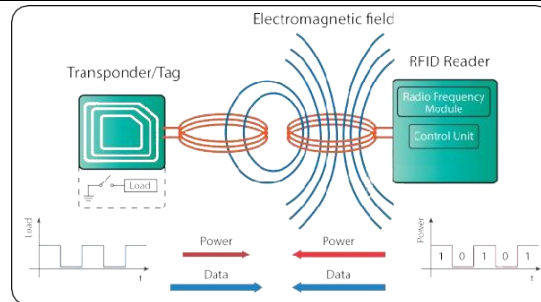 Electromagnetic field
Transponder/Tag
RFID Reader
Radio Frequency
Module
Control Unit
Load
Load
t
Power
Data
Power
Data
Power
1 0 1 0 1
t